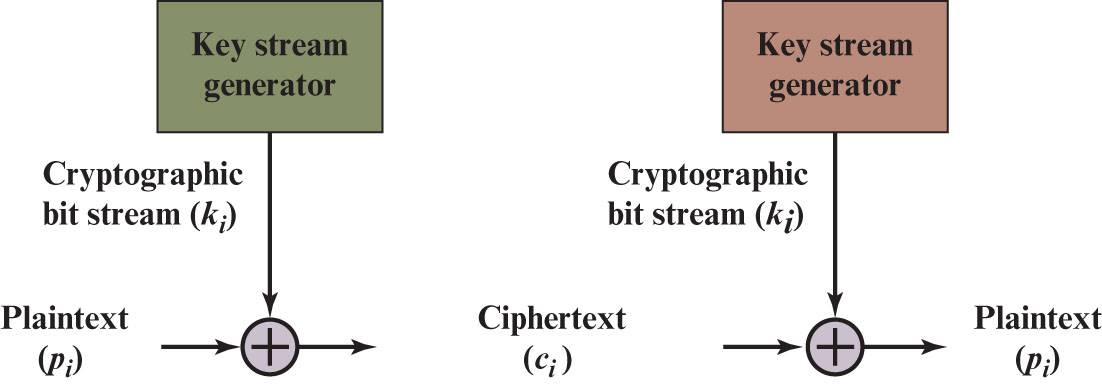 Key stream
generator
Cryptographic
bit stream (ki)
Plaintext
(pi)
Key stream
generator
Cryptographic
bit stream (ki)
Ciphertext
(ci )
Plaintext
(pi)